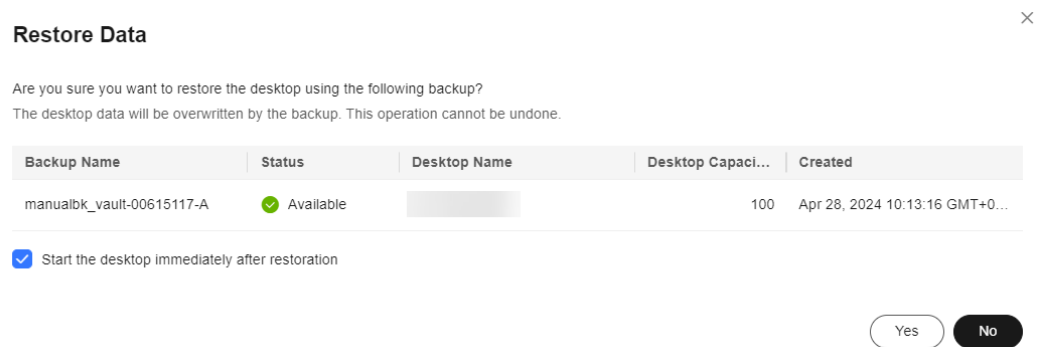 Restore Data
Are you sure you want to restore the desktop using the following backup?
The desktop data will be overwritten by the backup. This operation cannot be undone.
Backup Name Status Desktop Name Desktop Capaci... Created
manualbk_vault-00615117-A Available 100 Apr 28, 2024 10:13:16 GMT+0...
Start the desktop immediately after restoration
Yes No